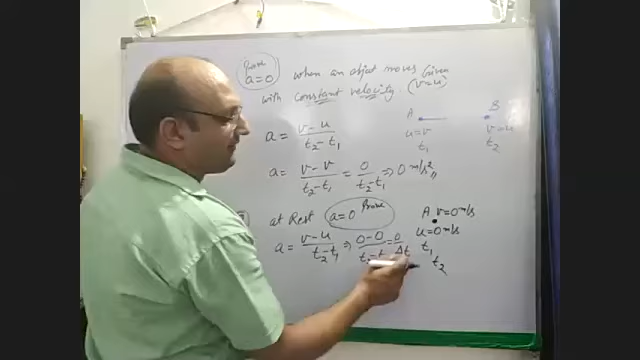 Prove
a=0 when an object moves Given
with constant velocity. (v=u)
a = v-u / t₂-t₁
A B
u=v v=u
t₁ t₂
a = v-v / t₂-t₁ = 0 / t₂-t₁ ⇒ 0 m/s²
at Rest a=0 Prove
A v=0 m/s
u=0 m/s
a = v-u / t₂-t₁ ⇒ 0-0 / t₂-t = 0 / Δt
t₁
t₂